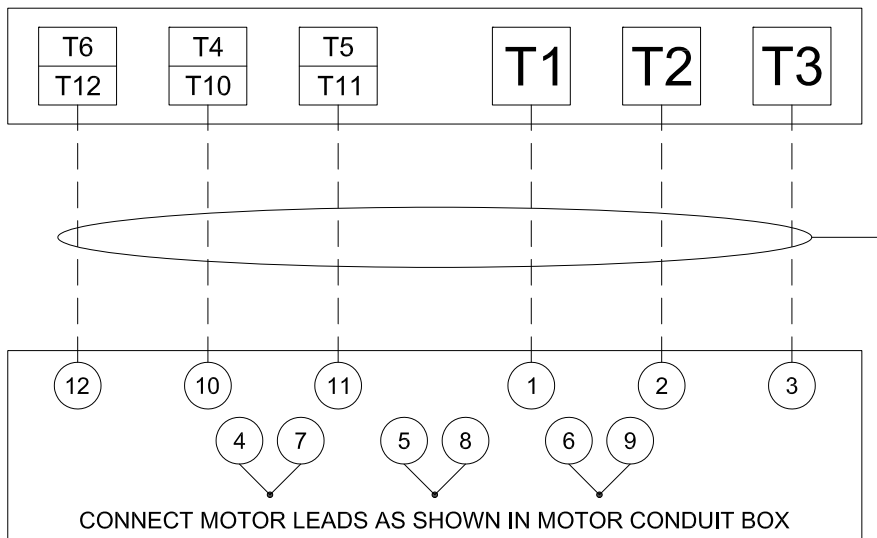 T6 T4 T5 T1 T2 T3
T12 T10 T11
12 10 11 1 2 3
4 7 5 8 6 9
CONNECT MOTOR LEADS AS SHOWN IN MOTOR CONDUIT BOX